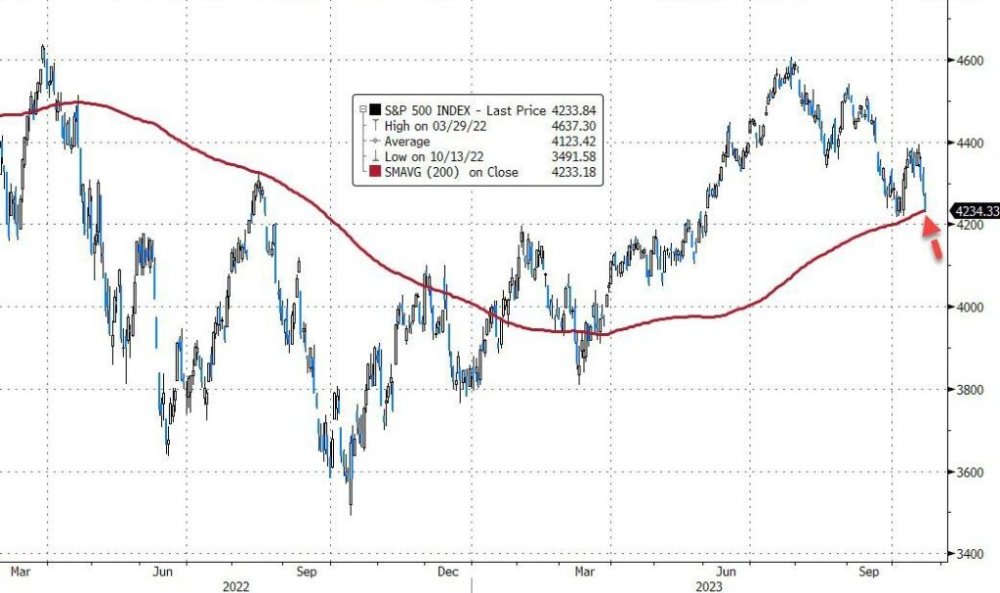 4600
S&P 500 INDEX - Last Price 4233.84
High on 03/29/22 4637.30
Average 4123.42
Low on 10/13/22 3491.58
SMAVG (200) on Close 4233.18
4400
4234.33
4200
4000
3800
3600
3400
Mar Jun Sep Dec Mar Jun Sep
2022 2023